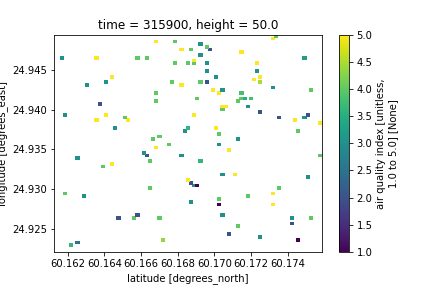 time = 315900, height = 50.0
24.945
24.940
24.935
24.930
24.925
longitude [degrees_east]
60.162 60.164 60.166 60.168 60.170 60.172 60.174
latitude [degrees_north]
5.0
4.5
4.0
3.5
3.0
2.5
2.0
1.5
1.0
air quality index [unitless,
1.0 to 5.0] [None]